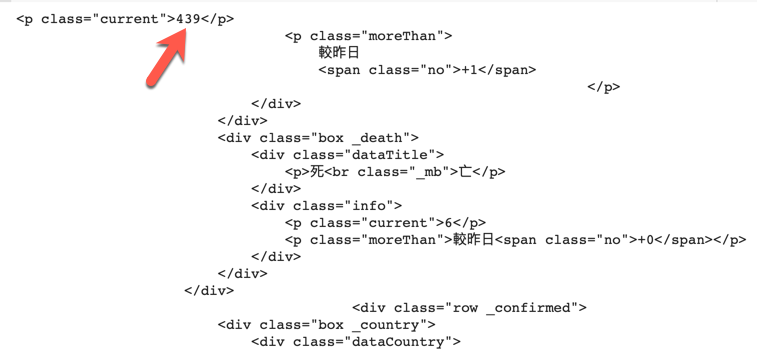 <p class="current">439</p>
<p class="moreThan">
較昨日
<span class="no">+1</span>
</p>
</div>
</div>
<div class="box _death">
<div class="dataTitle">
<p>死<br class="_mb">亡</p>
</div>
<div class="info">
<p class="current">6</p>
<p class="moreThan">較昨日<span class="no">+0</span></p>
</div>
</div>
</div>
<div class="row _confirmed">
<div class="box _country">
<div class="dataCountry">